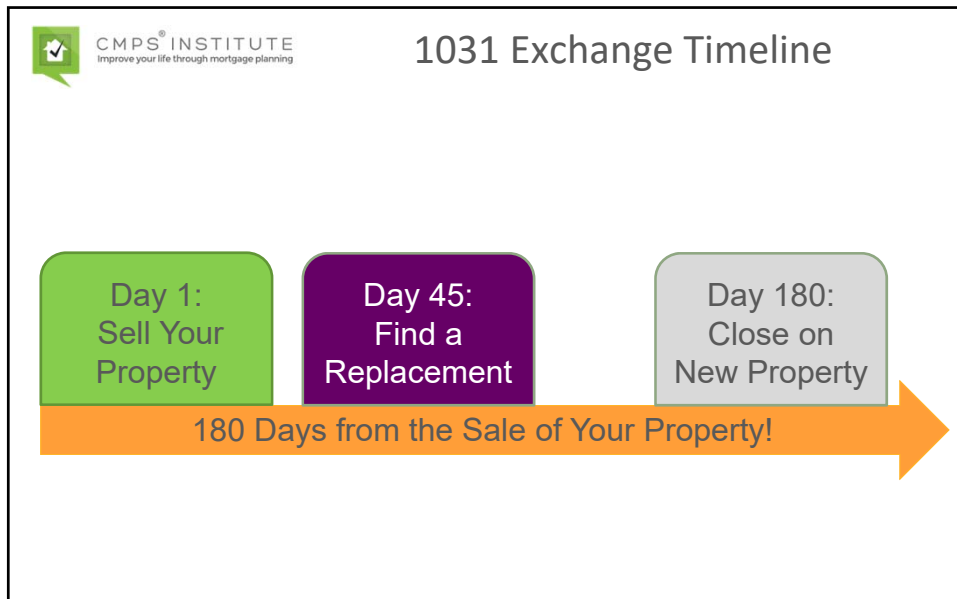 CMPS® INSTITUTE
Improve your life through mortgage planning
1031 Exchange Timeline
Day 1:
Sell Your
Property
Day 45:
Find a
Replacement
Day 180:
Close on
New Property
180 Days from the Sale of Your Property!